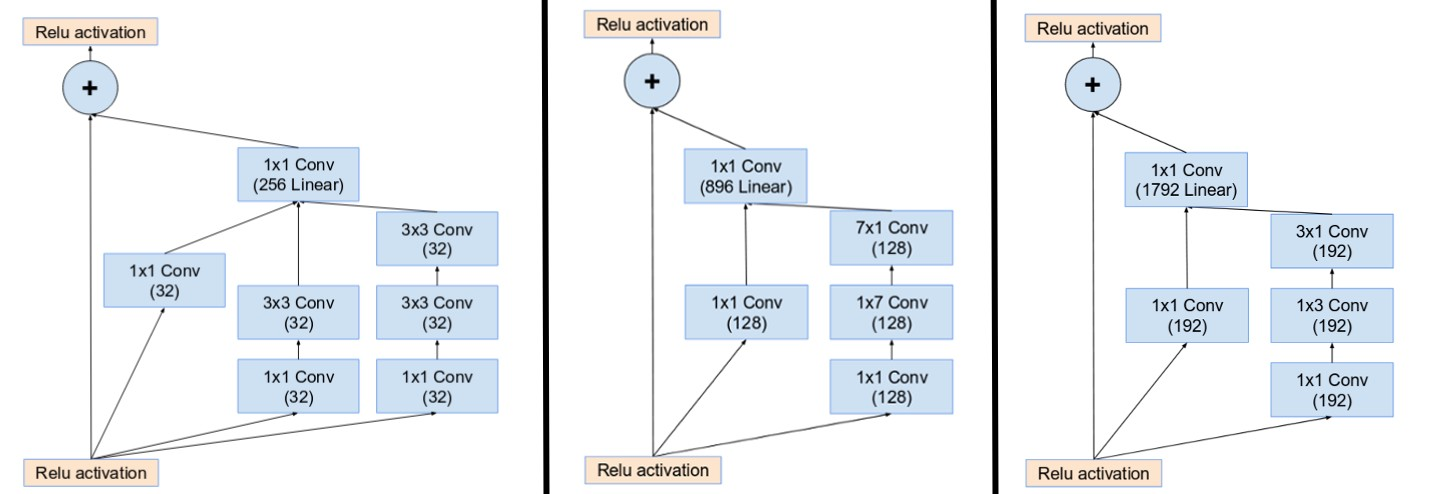 Relu activation
+
1x1 Conv
(256 Linear)
3x3 Conv
(32)
1x1 Conv
(32)
3x3 Conv
(32)
3x3 Conv
(32)
1x1 Conv
(32)
1x1 Conv
(32)
Relu activation
Relu activation
+
1x1 Conv
(896 Linear)
7x1 Conv
(128)
1x1 Conv
(128)
1x7 Conv
(128)
1x1 Conv
(128)
Relu activation
Relu activation
+
1x1 Conv
(1792 Linear)
3x1 Conv
(192)
1x1 Conv
(192)
1x3 Conv
(192)
1x1 Conv
(192)
Relu activation